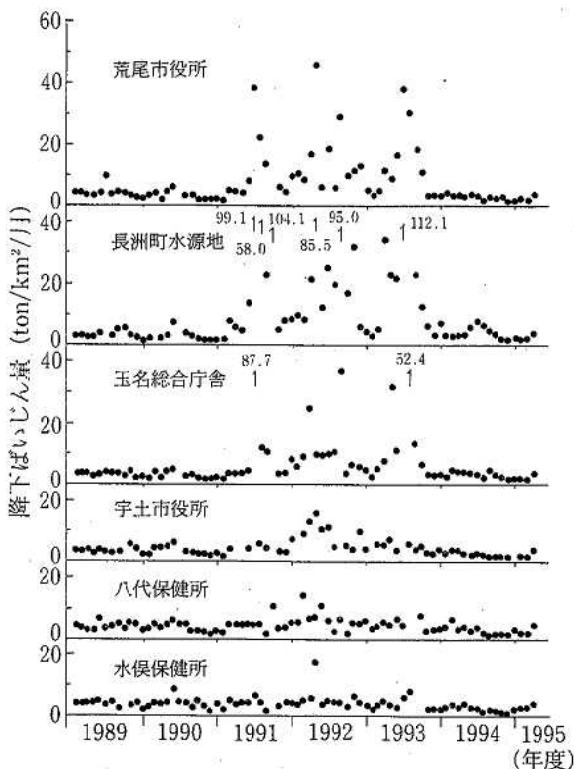 降下ばいじん量 (ton/km²/月)
60
40
20
0
荒尾市役所
99.1
58.0
104.1
85.5
95.0
112.1
40
20
0
長洲町水源地
87.7
52.4
40
20
0
玉名総合庁舎
20
0
宇土市役所
20
0
八代保健所
20
0
水俣保健所
1989 1990 1991 1992 1993 1994 1995
(年度)